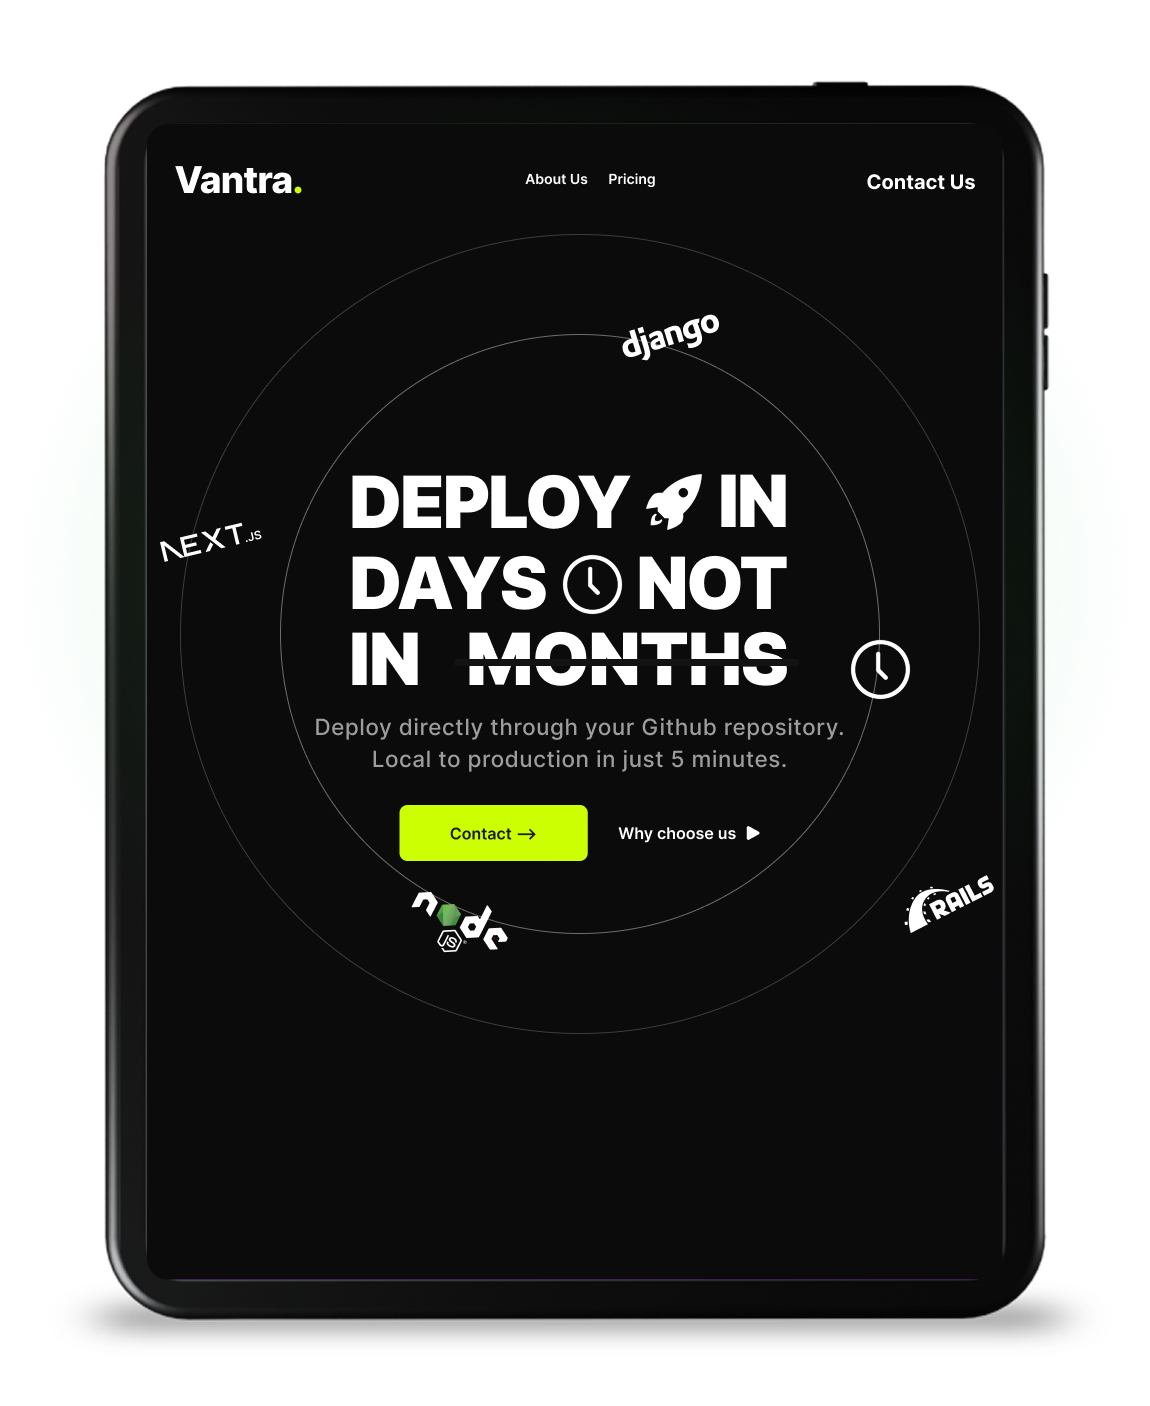 Vantra.
About Us Pricing
Contact Us
django
DEPLOY IN
NEXT.JS
DAYS NOT
IN MONTHS
Deploy directly through your Github repository.
Local to production in just 5 minutes.
Contact →
Why choose us
node
JS
RAILS